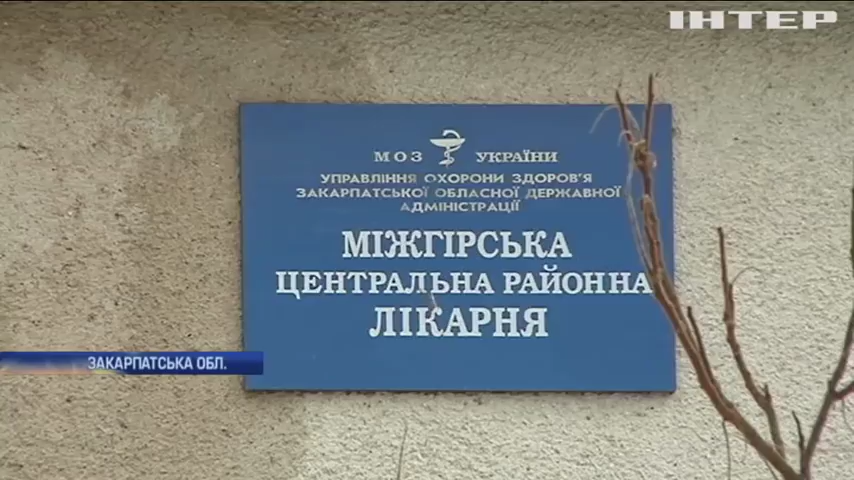 ІНТЕР
МОЗ УКРАЇНИ
УПРАВЛІННЯ ОХОРОНИ ЗДОРОВ'Я
ЗАКАРПАТСЬКОЇ ОБЛАСНОЇ ДЕРЖАВНОЇ
АДМІНІСТРАЦІЇ
МІЖГІРСЬКА
ЦЕНТРАЛЬНА РАЙОННА
ЛІКАРНЯ
ЗАКАРПАТСЬКА ОБЛ.